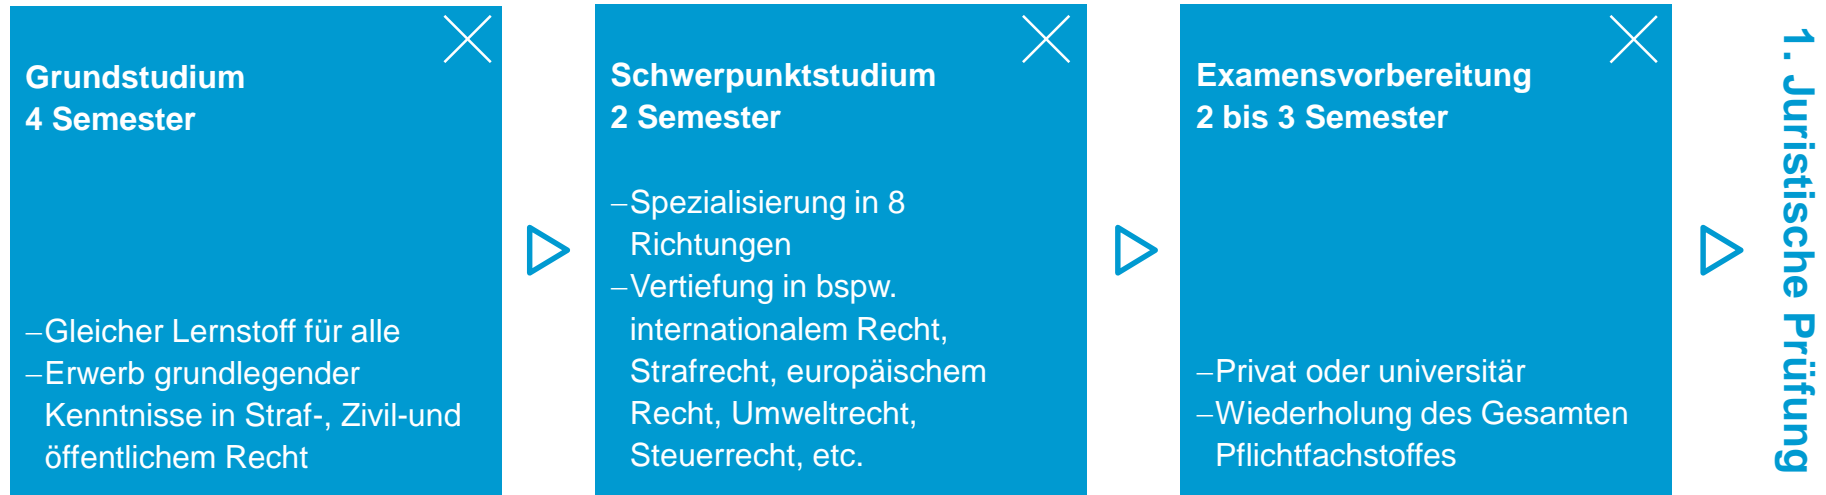 Grundstudium
4 Semester
–Gleicher Lernstoff für alle
–Erwerb grundlegender
Kenntnisse in Straf-, Zivil-und
öffentlichem Recht
Schwerpunktstudium
2 Semester
–Spezialisierung in 8
Richtungen
–Vertiefung in bspw.
internationalem Recht,
Strafrecht, europäischem
Recht, Umweltrecht,
Steuerrecht, etc.
Examensvorbereitung
2 bis 3 Semester
–Privat oder universitär
–Wiederholung des Gesamten
Pflichtfachstoffes
1. Juristische Prüfung